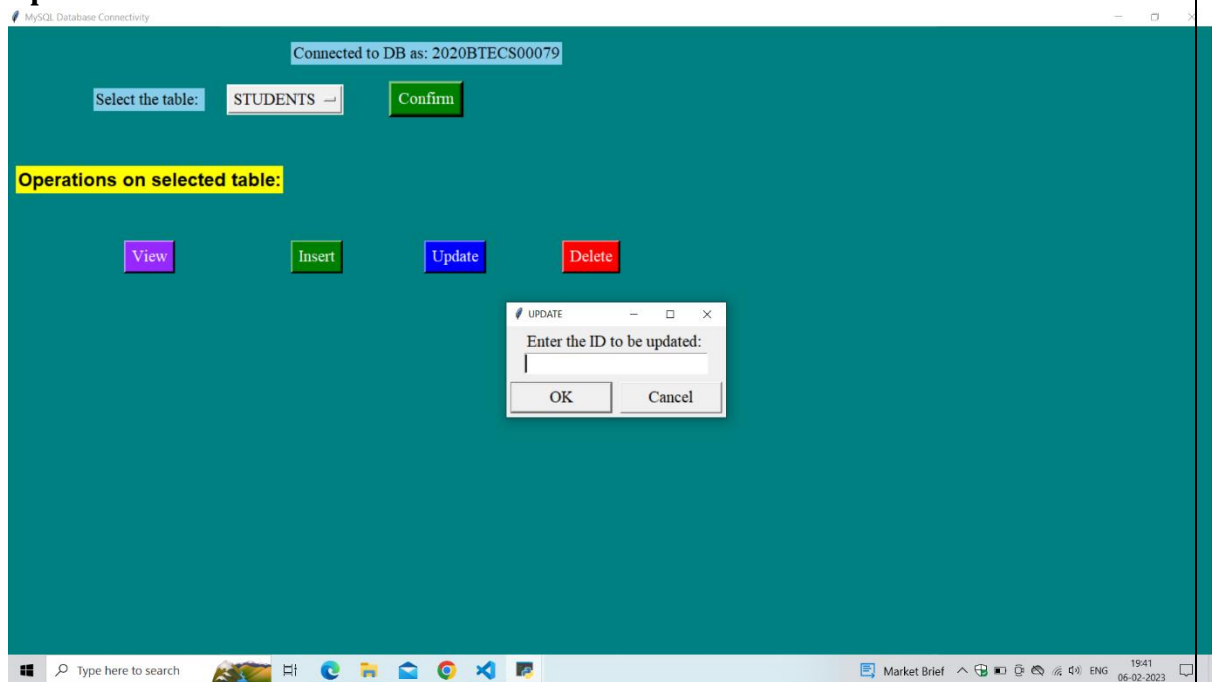 MySQL Database Connectivity
Connected to DB as: 2020BTECS00079
Select the table: STUDENTS Confirm
Operations on selected table:
View Insert Update Delete
UPDATE
Enter the ID to be updated:
OK Cancel
Type here to search Market Brief ENG 19:41
06-02-2023